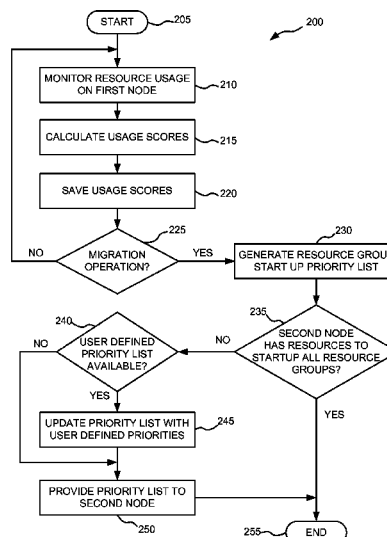 START
205
200
MONITOR RESOURCE USAGE
ON FIRST NODE
210
CALCULATE USAGE SCORES
215
SAVE USAGE SCORES
220
225
MIGRATION
OPERATION?
NO
YES
230
GENERATE RESOURCE GROUP
START UP PRIORITY LIST
235
SECOND NODE
HAS RESOURCES TO
STARTUP ALL RESOURCE
GROUPS?
NO
YES
240
USER DEFINED
PRIORITY LIST
AVAILABLE?
NO
YES
UPDATE PRIORITY LIST WITH
USER DEFINED PRIORITIES
245
PROVIDE PRIORITY LIST TO
SECOND NODE
250
255
END